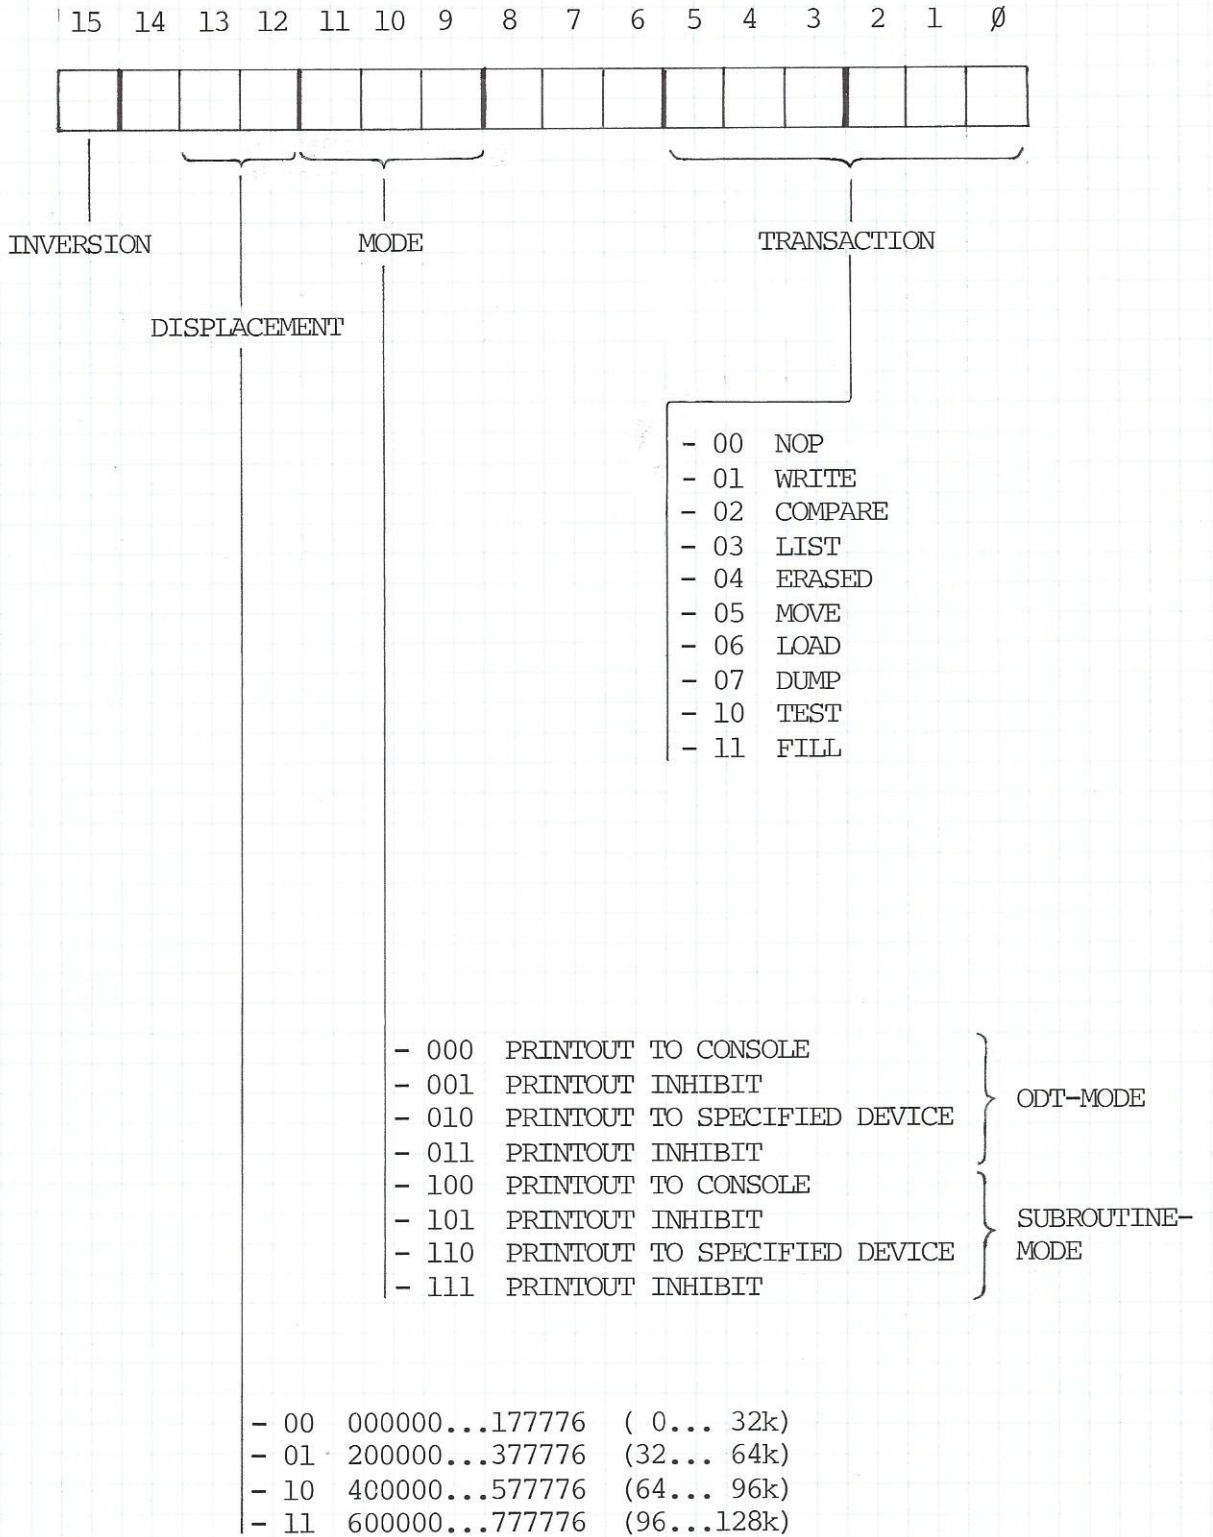 15 14 13 12 11 10 9 8 7 6 5 4 3 2 1 Ø
INVERSION
MODE
TRANSACTION
DISPLACEMENT
- 00 NOP
- 01 WRITE
- 02 COMPARE
- 03 LIST
- 04 ERASED
- 05 MOVE
- 06 LOAD
- 07 DUMP
- 10 TEST
- 11 FILL
- 000 PRINTOUT TO CONSOLE
- 001 PRINTOUT INHIBIT
- 010 PRINTOUT TO SPECIFIED DEVICE
- 011 PRINTOUT INHIBIT
ODT-MODE
- 100 PRINTOUT TO CONSOLE
- 101 PRINTOUT INHIBIT
- 110 PRINTOUT TO SPECIFIED DEVICE
- 111 PRINTOUT INHIBIT
SUBROUTINE-
MODE
- 00 000000...177776 ( 0... 32k)
- 01 200000...377776 (32... 64k)
- 10 400000...577776 (64... 96k)
- 11 600000...777776 (96...128k)